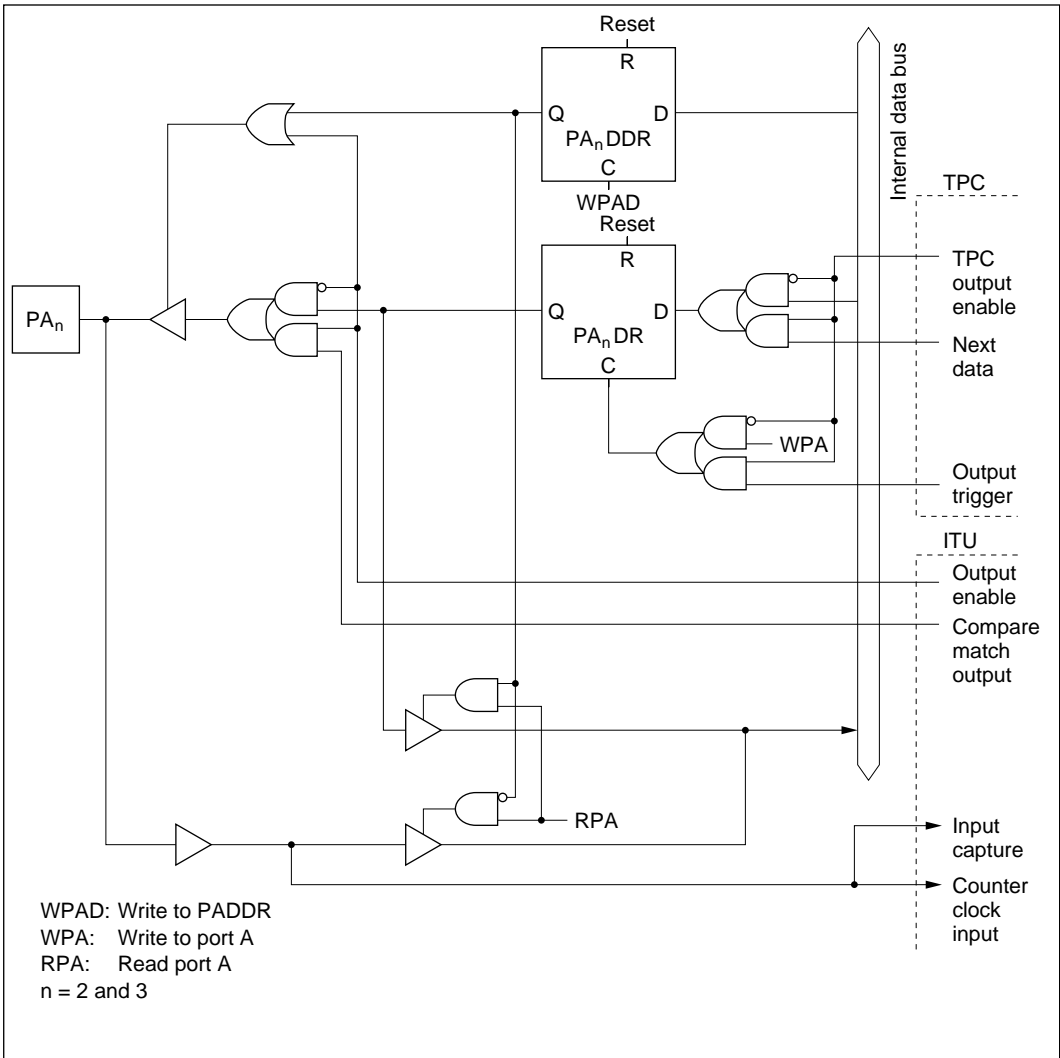 Reset
R
Q
D
PAnDDR
C
WPAD
Reset
R
Q
D
PAnDR
C
Internal data bus
TPC
TPC
output
enable
Next
data
WPA
Output
trigger
PAn
ITU
Output
enable
Compare
match
output
RPA
Input
capture
Counter
clock
input
WPAD: Write to PADDR
WPA: Write to port A
RPA: Read port A
n = 2 and 3